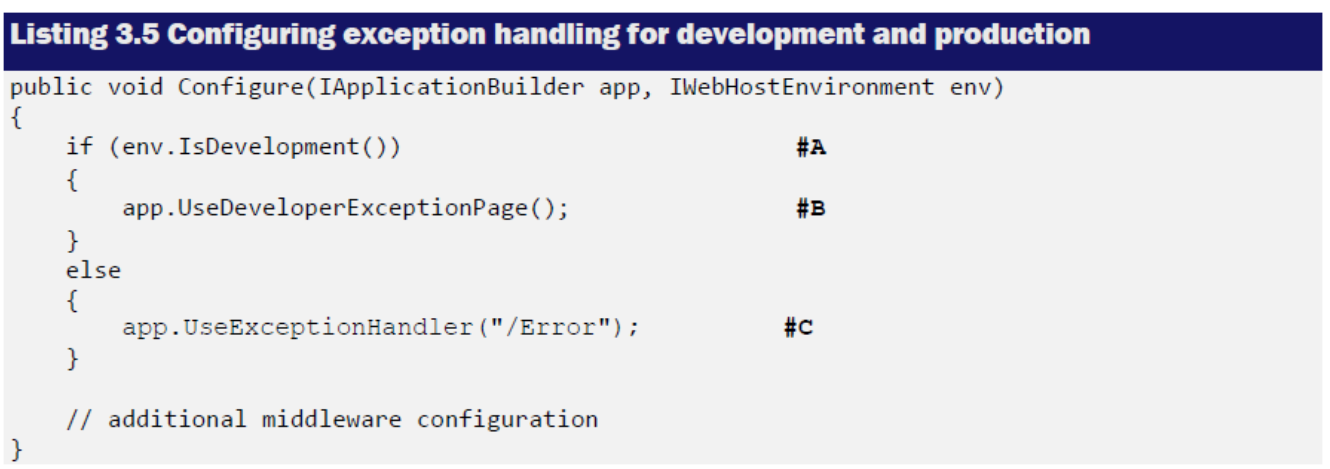 Listing 3.5 Configuring exception handling for development and production
public void Configure(IApplicationBuilder app, IWebHostEnvironment env)
{
    if (env.IsDevelopment())                            #A
    {
        app.UseDeveloperExceptionPage();                #B
    }
    else
    {
        app.UseExceptionHandler("/Error");              #C
    }

    // additional middleware configuration
}